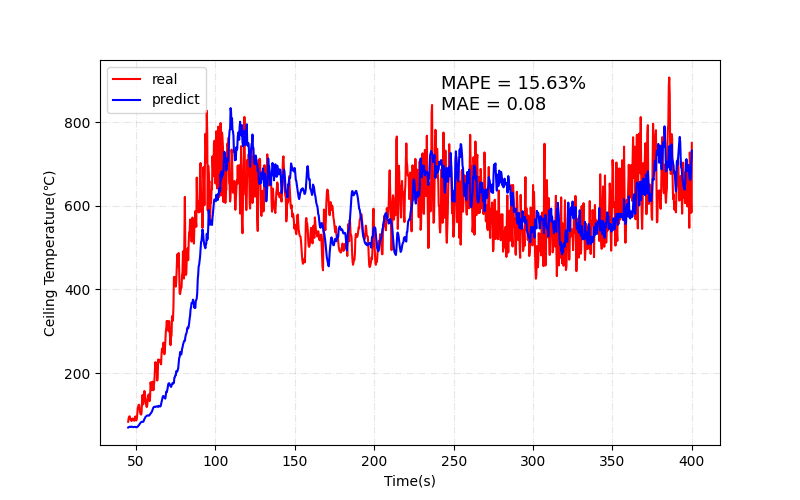 real
predict
MAPE = 15.63%
MAE = 0.08
800
600
400
200
Ceiling Temperature(℃)
50
100
150
200
250
300
350
400
Time(s)